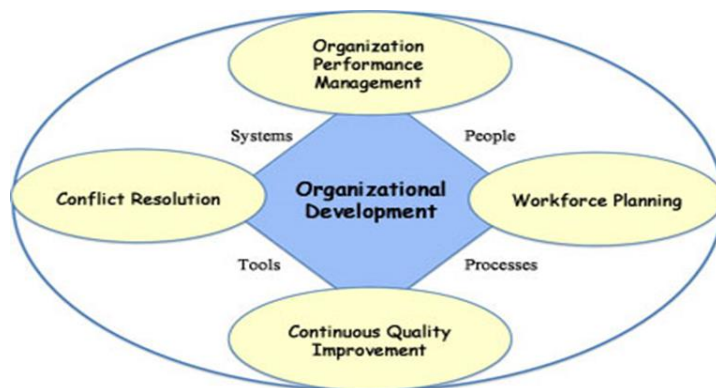 Organization
Performance
Management
Systems
People
Conflict Resolution
Organizational
Development
Workforce Planning
Tools
Processes
Continuous Quality
Improvement